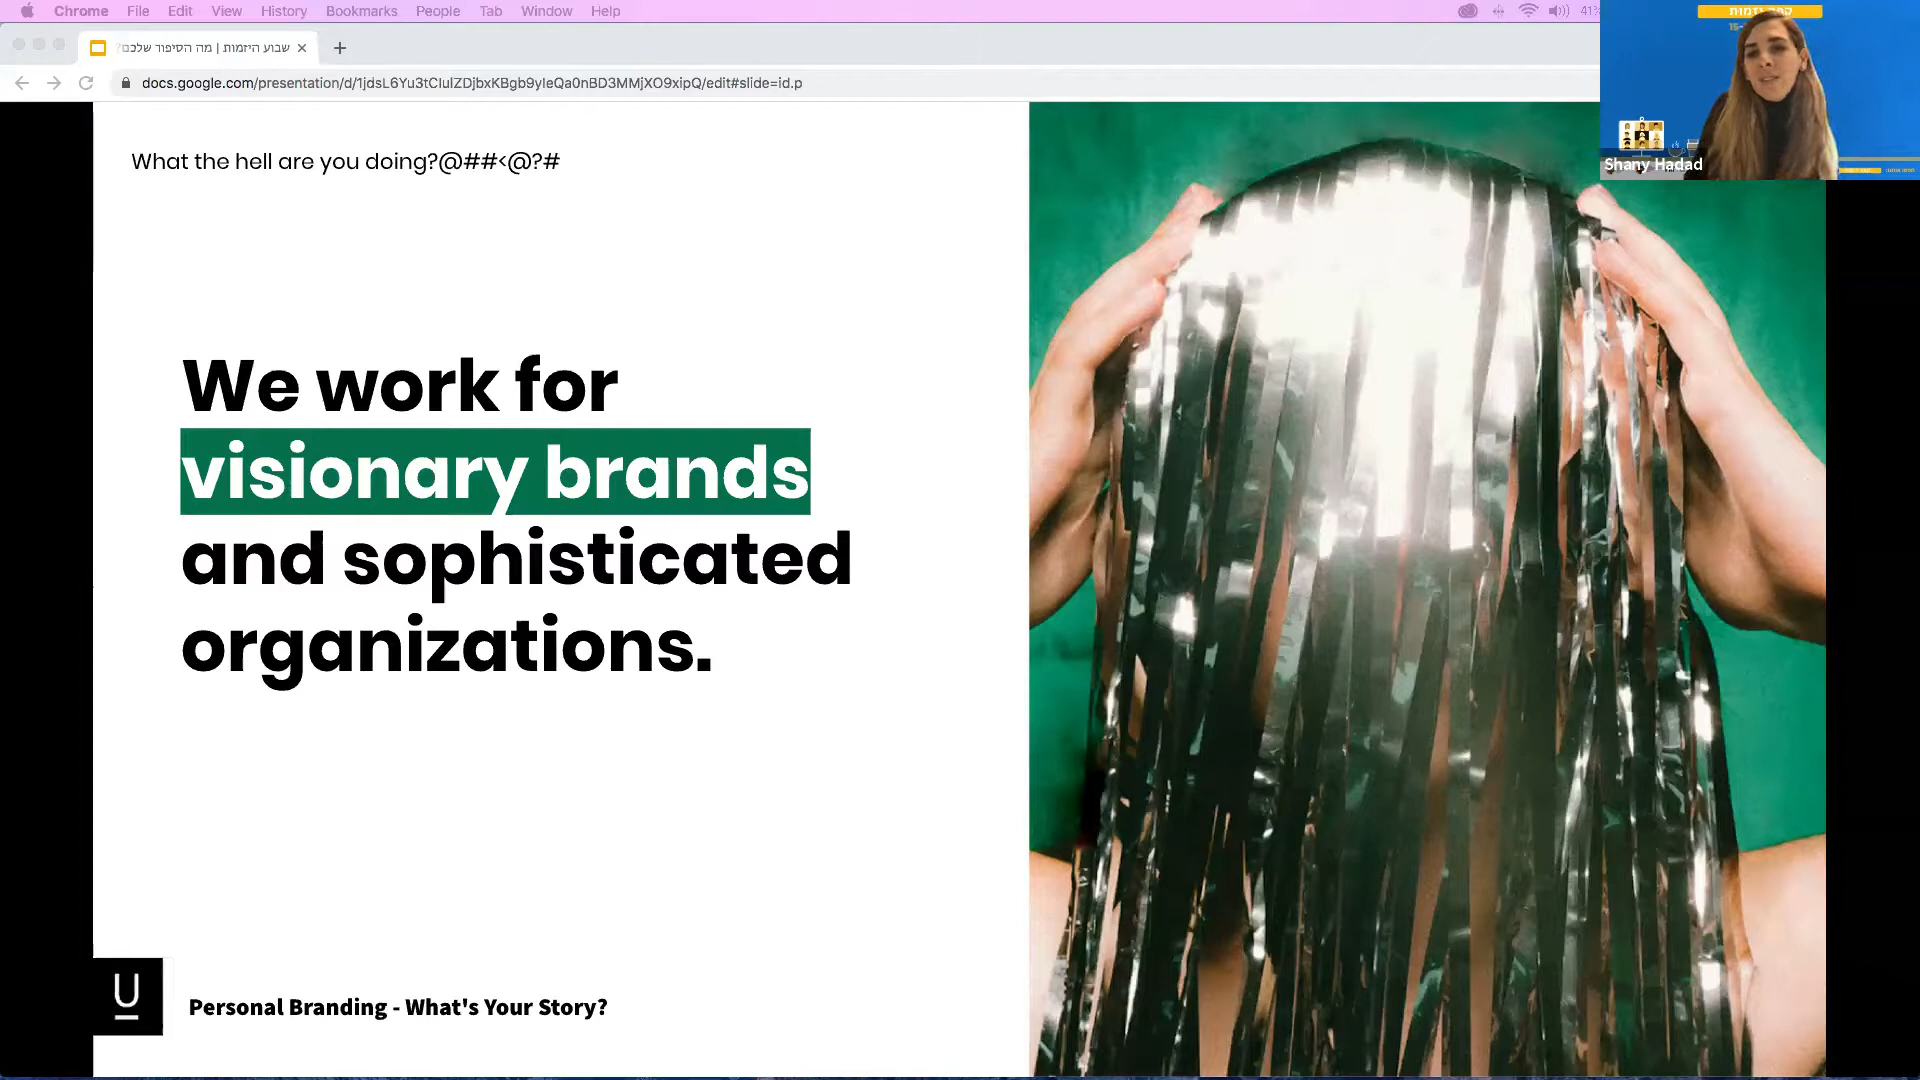 Chrome File Edit View History Bookmarks People Tab Window Help 41%
שבוע היזמות | מה הסיפור שלכם?
docs.google.com/presentation/d/1jdsL6Yu3tCIuIZDjbxKBgb9yIeQa0nBD3MMjXO9xipQ/edit#slide=id.p
Shany Hadad
What the hell are you doing?@##<@?#
We work for
visionary brands
and sophisticated
organizations.
U
Personal Branding - What's Your Story?